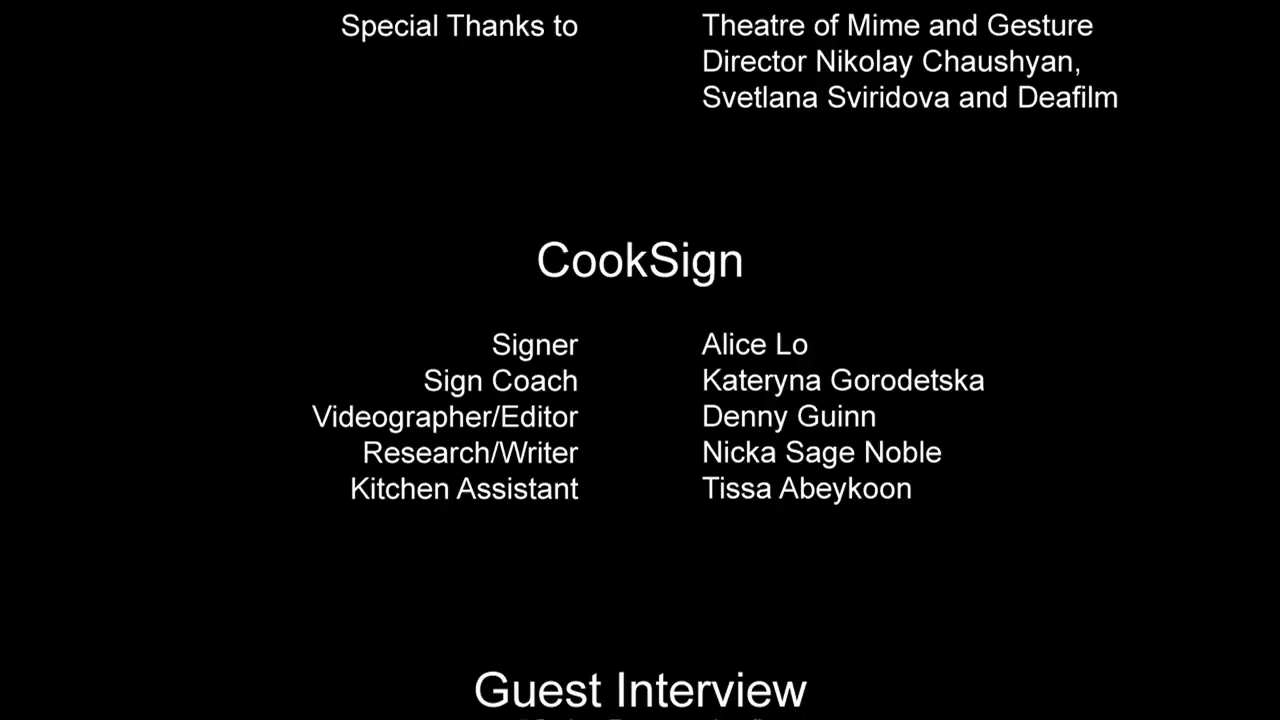 Special Thanks to Theatre of Mime and Gesture
Director Nikolay Chaushyan,
Svetlana Sviridova and Deafilm
CookSign
Signer Alice Lo
Sign Coach Kateryna Gorodetska
Videographer/Editor Denny Guinn
Research/Writer Nicka Sage Noble
Kitchen Assistant Tissa Abeykoon
Guest Interview